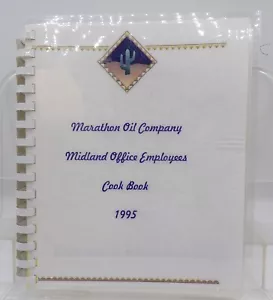 Marathon Oil Company
Midland Office Employees
Cook Book
1995